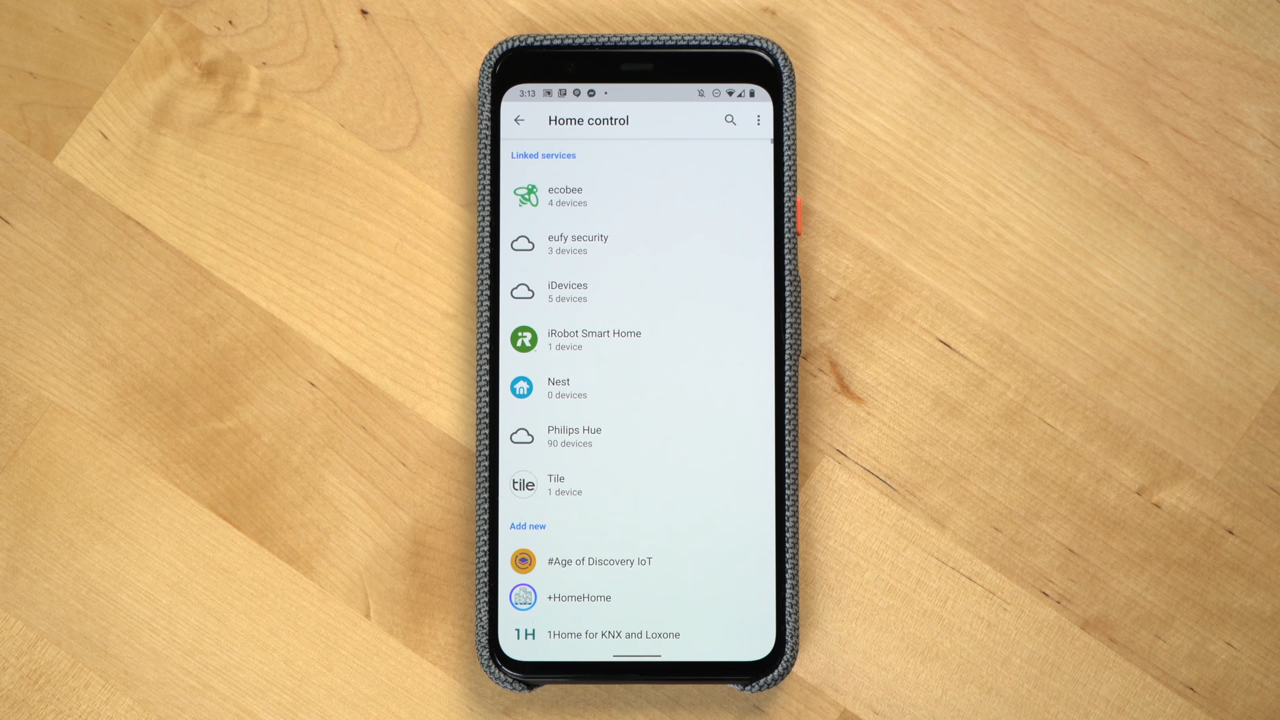 3:13
Home control
Linked services
ecobee
4 devices
eufy security
3 devices
iDevices
5 devices
iR
iRobot Smart Home
1 device
Nest
0 devices
Philips Hue
90 devices
tile
Tile
1 device
Add new
#Age of Discovery IoT
+HomeHome
1H
1Home for KNX and Loxone